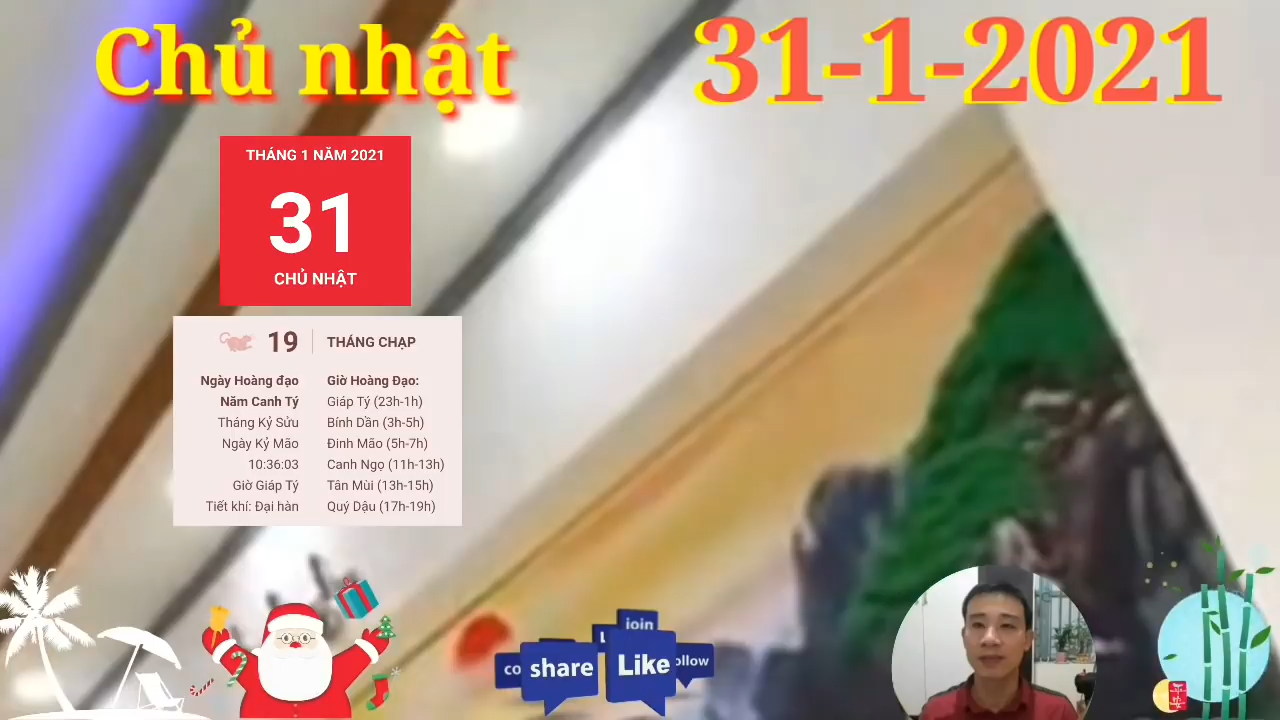 Chủ nhật 31-1-2021
THÁNG 1 NĂM 2021
31
CHỦ NHẬT
19 THÁNG CHẠP
Ngày Hoàng đạo Giờ Hoàng Đạo:
Năm Canh Tý Giáp Tý (23h-1h)
Tháng Kỷ Sửu Bính Dần (3h-5h)
Ngày Kỷ Mão Đinh Mão (5h-7h)
10:36:03 Canh Ngọ (11h-13h)
Giờ Giáp Tý Tân Mùi (13h-15h)
Tiết khí: Đại hàn Quý Dậu (17h-19h)
join
co share Like ollow